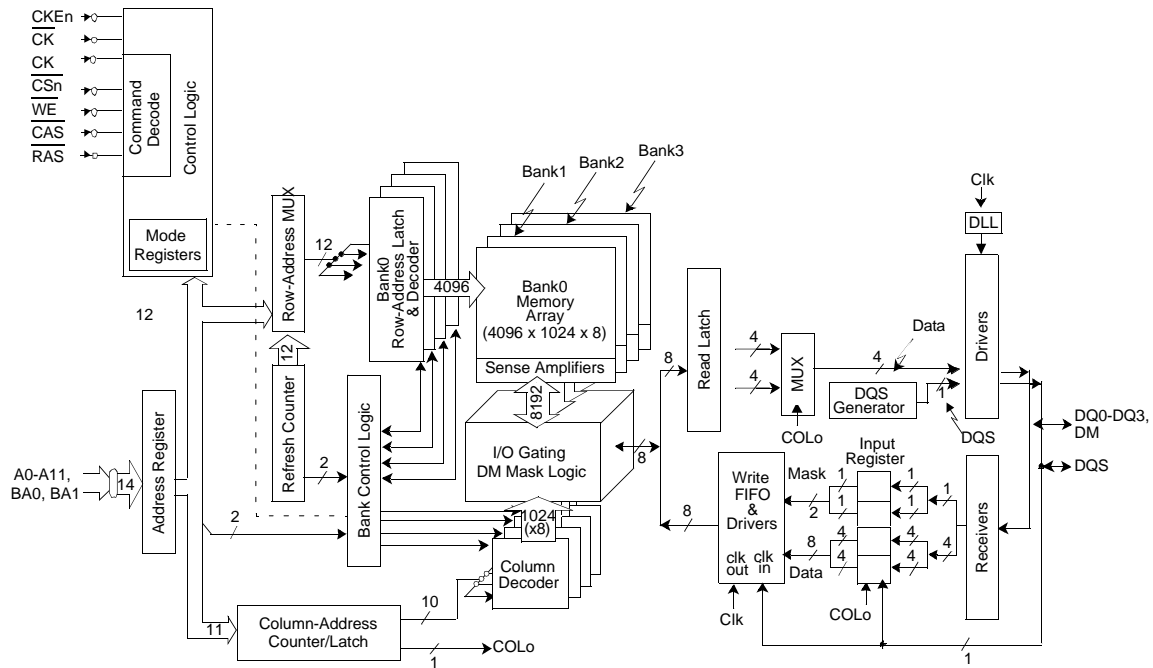 CKEn
CK
CK
CSn
WE
CAS
RAS
Command
Decode
Control Logic
Mode
Registers
12
Row-Address MUX
12
Bank0
Row-Address Latch
& Decoder
4096
Bank1
Bank2
Bank3
Bank0
Memory
Array
(4096 x 1024 x 8)
Sense Amplifiers
8192
I/O Gating
DM Mask Logic
12
Refresh Counter
2
Bank Control Logic
A0-A11,
BA0, BA1
14
Address Register
2
11
Column-Address
Counter/Latch
10
1
COLo
1024
(x8)
Column
Decoder
8
8
Read Latch
4
4
MUX
COLo
4
Data
DQS
Generator
1
DQS
Clk
DLL
Drivers
DQ0-DQ3,
DM
DQS
Input
Register
Write
FIFO
&
Drivers
clk
out
clk
in
8
Mask
2
1
1
1
1
1
8
Data
4
4
4
4
4
Receivers
Clk
COLo
1